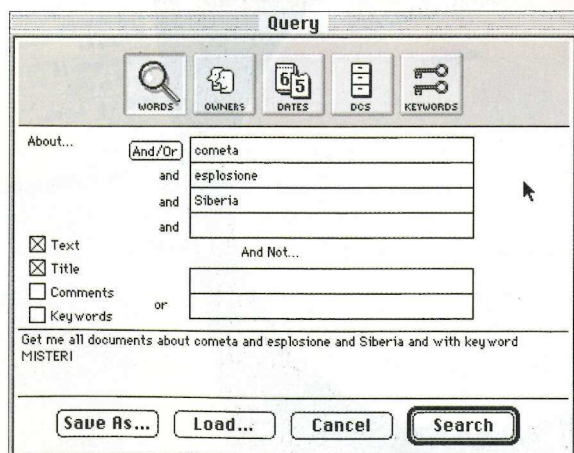 Query
WORDS OWNERS DATES DCS KEYWORDS
6 5
About...
And/Or cometa
and esplosione
and Siberia
and
Text
Title
Comments
Keywords
And Not...
or
Get me all documents about cometa and esplosione and Siberia and with keyword
MISTERI
Save As... Load... Cancel Search